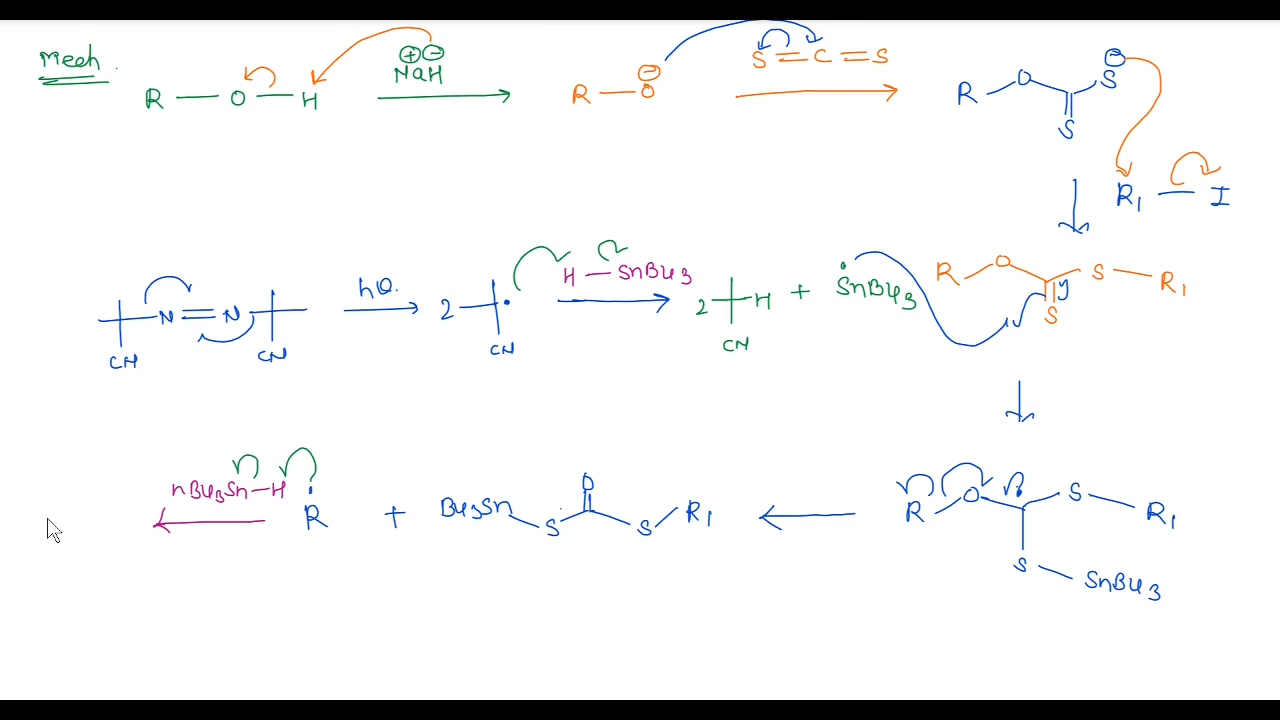 Mech.
R — O — H
⊕ ⊖
NaH
R — O⊖
S = C = S
R O S⊖
S
R1 — I
N = N
CN CN
hν
2
CN
H — SnBu3
2 H
CN
+ SnBu3
R O S — R1
S
nBu3Sn—H
R
+
Bu3Sn S O S R1
R O S R1
S SnBu3